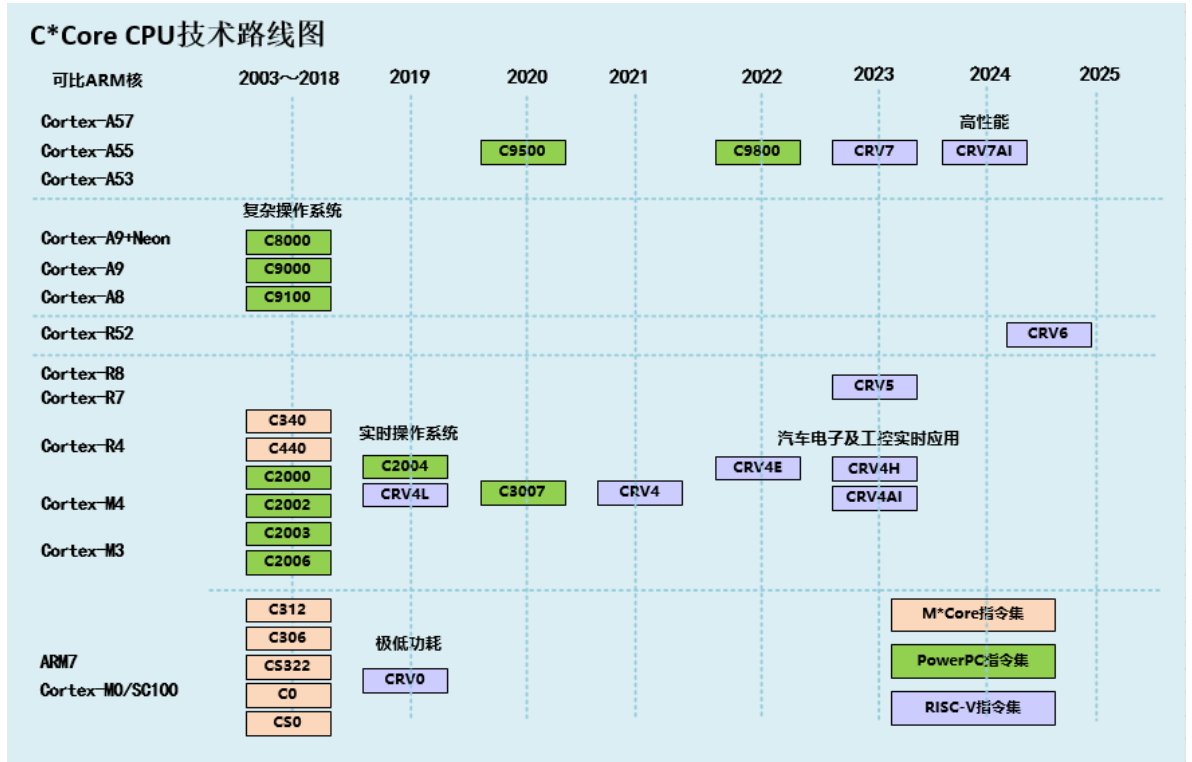 C*Core CPU技术路线图
可比ARM核 2003～2018 2019 2020 2021 2022 2023 2024 2025
Cortex-A57 高性能
Cortex-A55 C9500 C9800 CRV7 CRV7AI
Cortex-A53
复杂操作系统
Cortex-A9+Neon C8000
Cortex-A9 C9000
Cortex-A8 C9100
Cortex-R52 CRV6
Cortex-R8
CRV5
Cortex-R7
C340
实时操作系统 汽车电子及工控实时应用
Cortex-R4 C440
C2004 CRV4E CRV4H
C2000
CRV4L C3007 CRV4 CRV4AI
Cortex-M4 C2002
C2003
Cortex-M3
C2006
C312 M*Core指令集
C306 极低功耗
ARM7 CS322 PowerPC指令集
CRV0
Cortex-M0/SC100 C0
RISC-V指令集
CS0